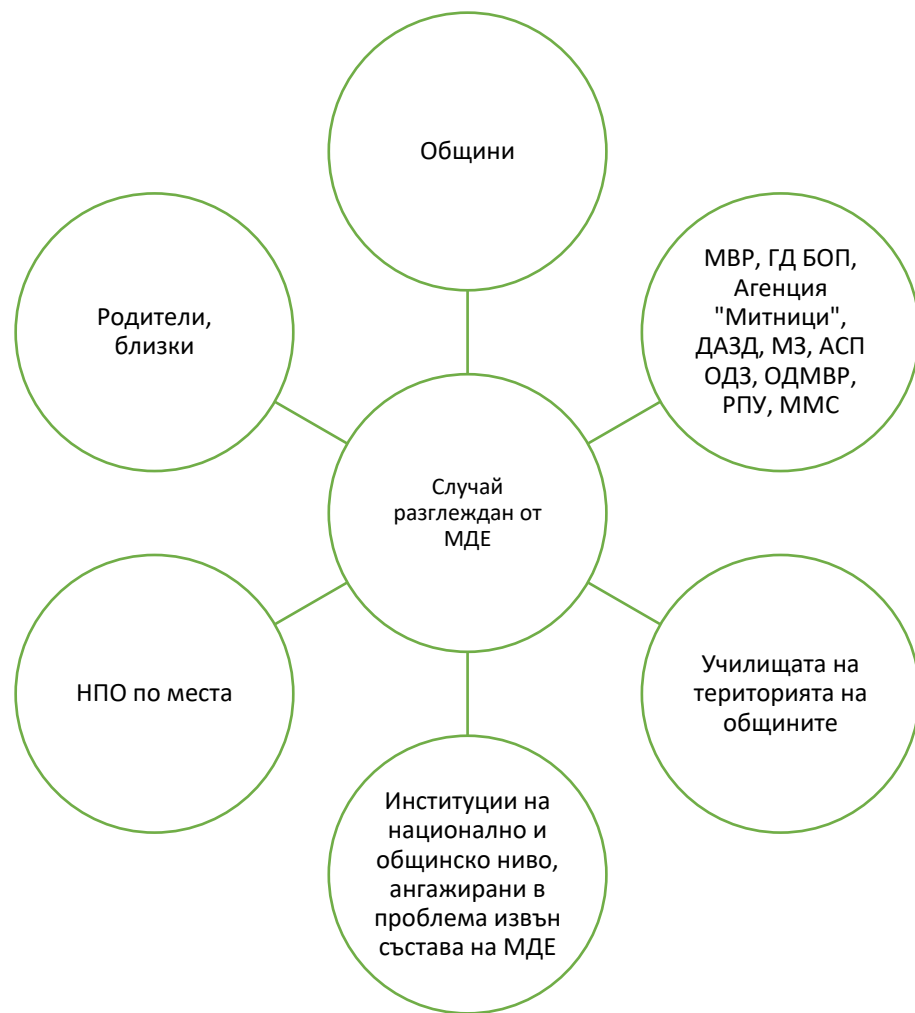 Общини
МВР, ГД БОП,
Агенция
"Митници",
ДАЗД, МЗ, АСП
ОДЗ, ОДМВР,
РПУ, ММС
Родители,
близки
Случай
разглеждан от
МДЕ
Училищата на
територията на
общините
НПО по места
Институции на
национално и
общинско ниво,
ангажирани в
проблема извън
състава на МДЕ